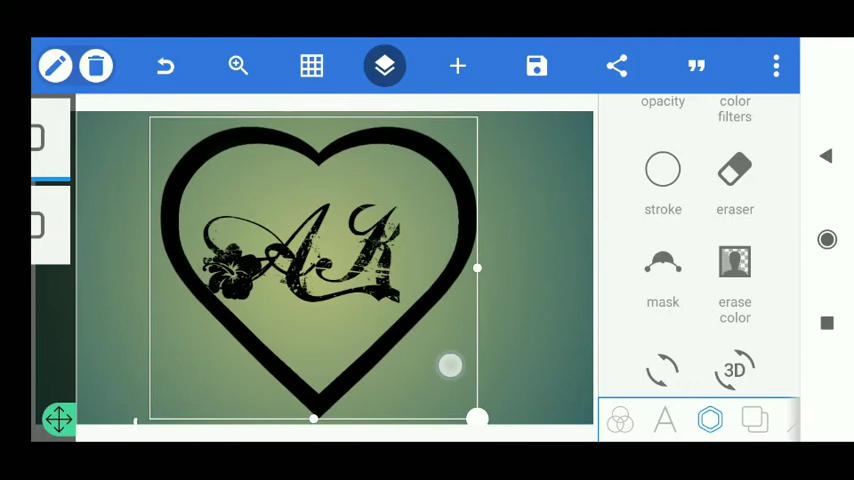 opacity
color
filters
stroke
eraser
mask
erase
color
3D
A
AK